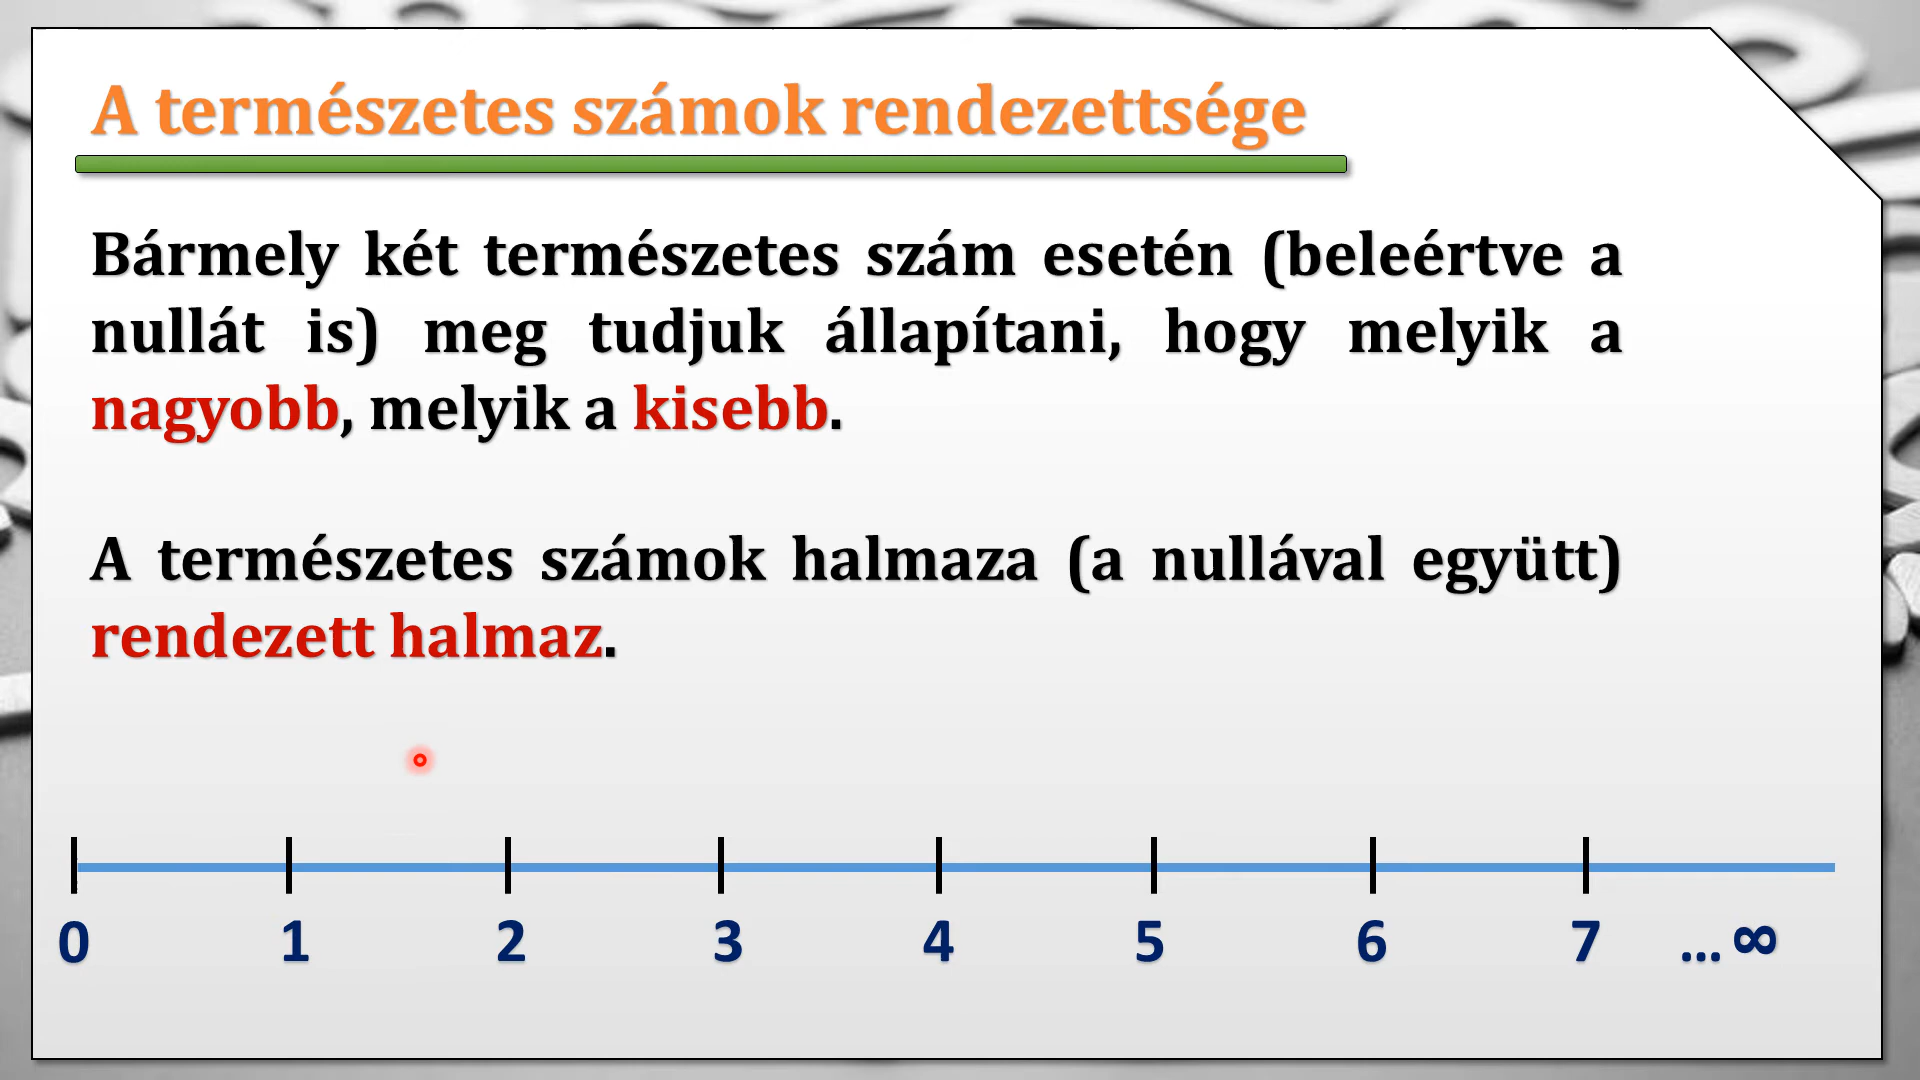 A természetes számok rendezettsége
Bármely két természetes szám esetén (beleértve a
nullát is) meg tudjuk állapítani, hogy melyik a
nagyobb, melyik a kisebb.
A természetes számok halmaza (a nullával együtt)
rendezett halmaz.
0 1 2 3 4 5 6 7 ... ∞